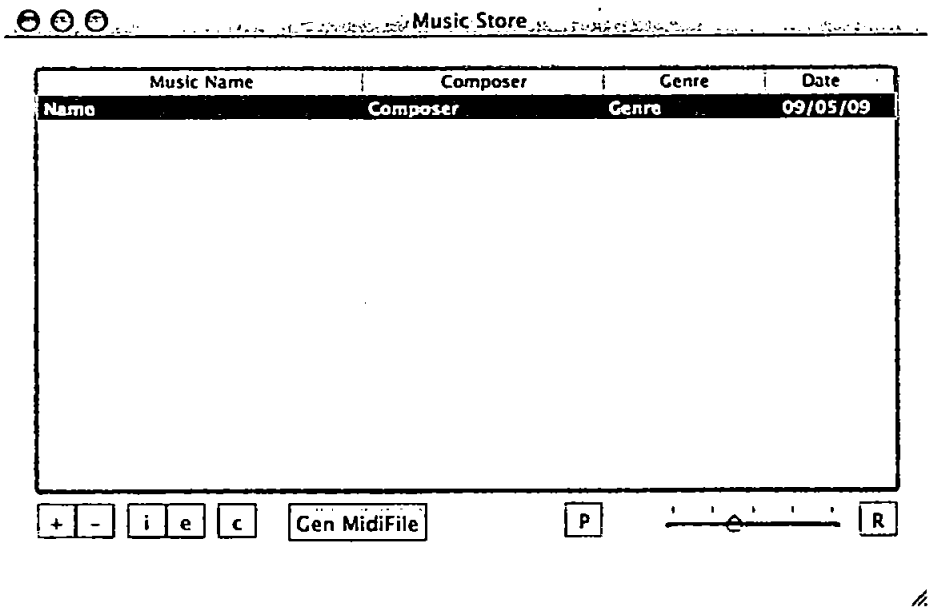 Music Store
Music Name Composer Genre Date
Name Composer Genre 09/05/09
+ - i e c Gen MidiFile P R